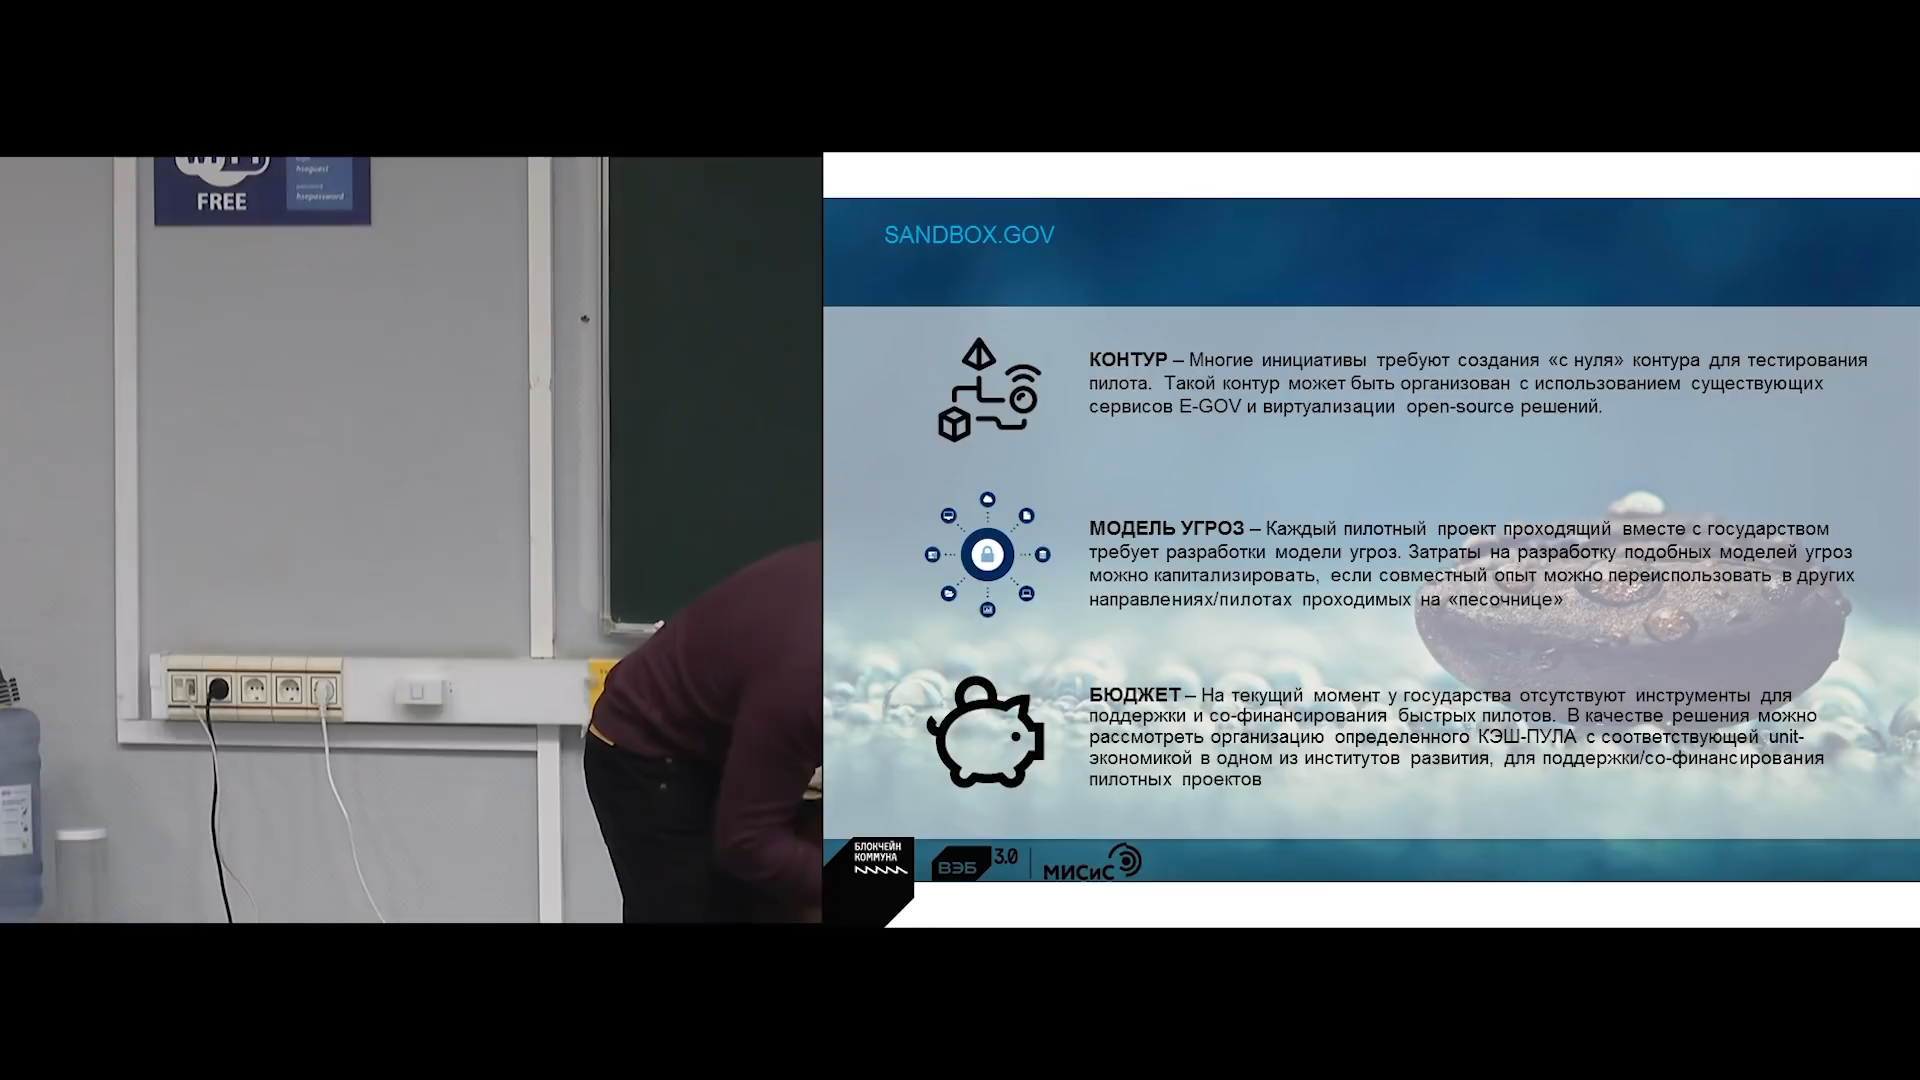 FREE
hseguest
password
hsepassword
SANDBOX.GOV
КОНТУР – Многие инициативы требуют создания «с нуля» контура для тестирования
пилота. Такой контур может быть организован с использованием существующих
сервисов E-GOV и виртуализации open-source решений.
МОДЕЛЬ УГРОЗ – Каждый пилотный проект проходящий вместе с государством
требует разработки модели угроз. Затраты на разработку подобных моделей угроз
можно капитализировать, если совместный опыт можно переиспользовать в других
направлениях/пилотах проходимых на «песочнице»
БЮДЖЕТ – На текущий момент у государства отсутствуют инструменты для
поддержки и со-финансирования быстрых пилотов. В качестве решения можно
рассмотреть организацию определенного КЭШ-ПУЛА с соответствующей unit-
экономикой в одном из институтов развития, для поддержки/со-финансирования
пилотных проектов
БЛОКЧЕЙН
КОММУНА
ВЭБ 3.0
МИСиС